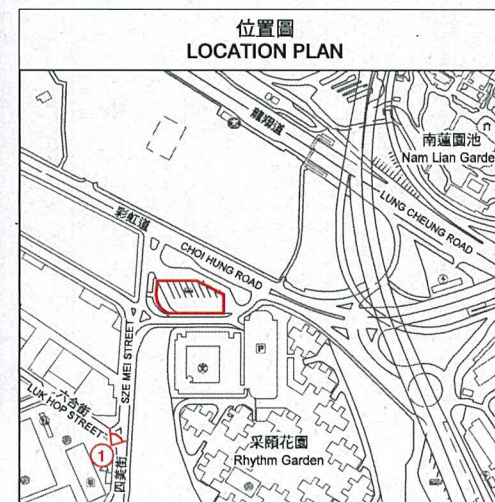 位置圖
LOCATION PLAN
龍翔道
南蓮園池
Nam Lian Garde
LUNG CHEUNG ROAD
彩虹道
CHOI HUNG ROAD
SZE MEI STREET
四美街
六合街
LUK HOP STREET
1
采頤花園
Rhythm Garden
P